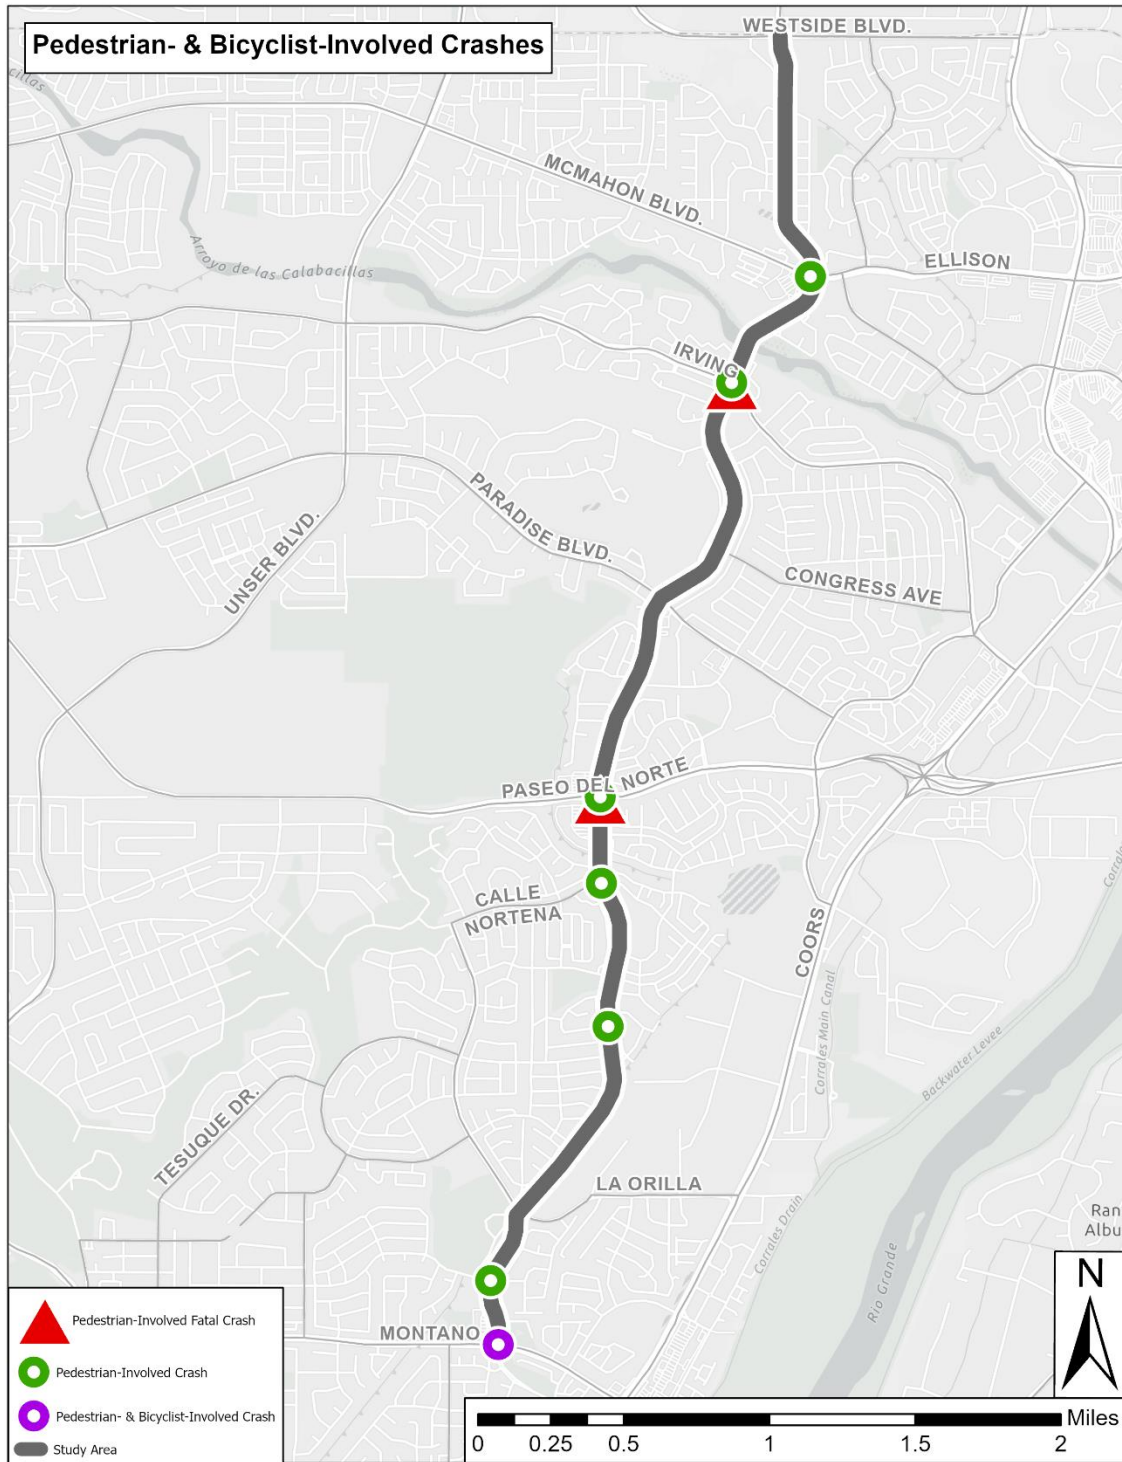 Pedestrian- & Bicyclist-Involved Crashes
WESTSIDE BLVD.
cillas
MCMAHON BLVD.
Arroyo de las Calabacillas
ELLISON
IRVING
PARADISE BLVD.
UNSER BLVD.
CONGRESS AVE
PASEO DEL NORTE
CALLE
NORTENA
COORS
Corrale
Corrales Main Canal
Backwater Levee
TESUQUE DR.
LA ORILLA
Corrales Drain
Rio Grande
Ran
Albu
MONTANO
N
Pedestrian-Involved Fatal Crash
Pedestrian-Involved Crash
Pedestrian- & Bicyclist-Involved Crash
Study Area
Miles
0 0.25 0.5 1 1.5 2